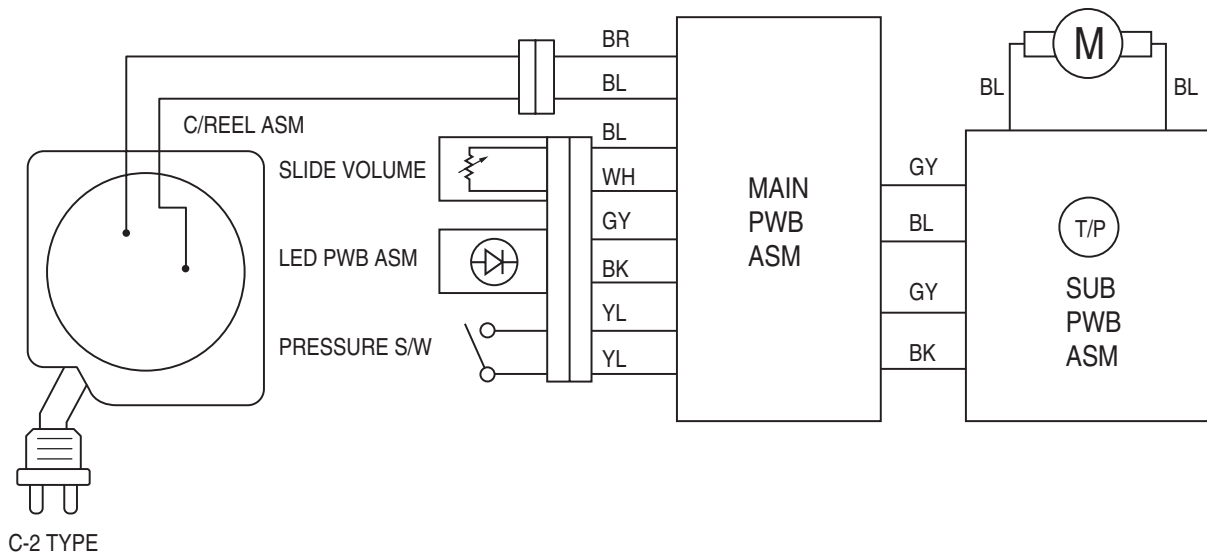 BR
BL
C/REEL ASM
BL
SLIDE VOLUME
WH
GY
LED PWB ASM
BK
YL
PRESSURE S/W
YL
MAIN
PWB
ASM
GY
BL
GY
BK
M
BL
BL
T/P
SUB
PWB
ASM
C-2 TYPE